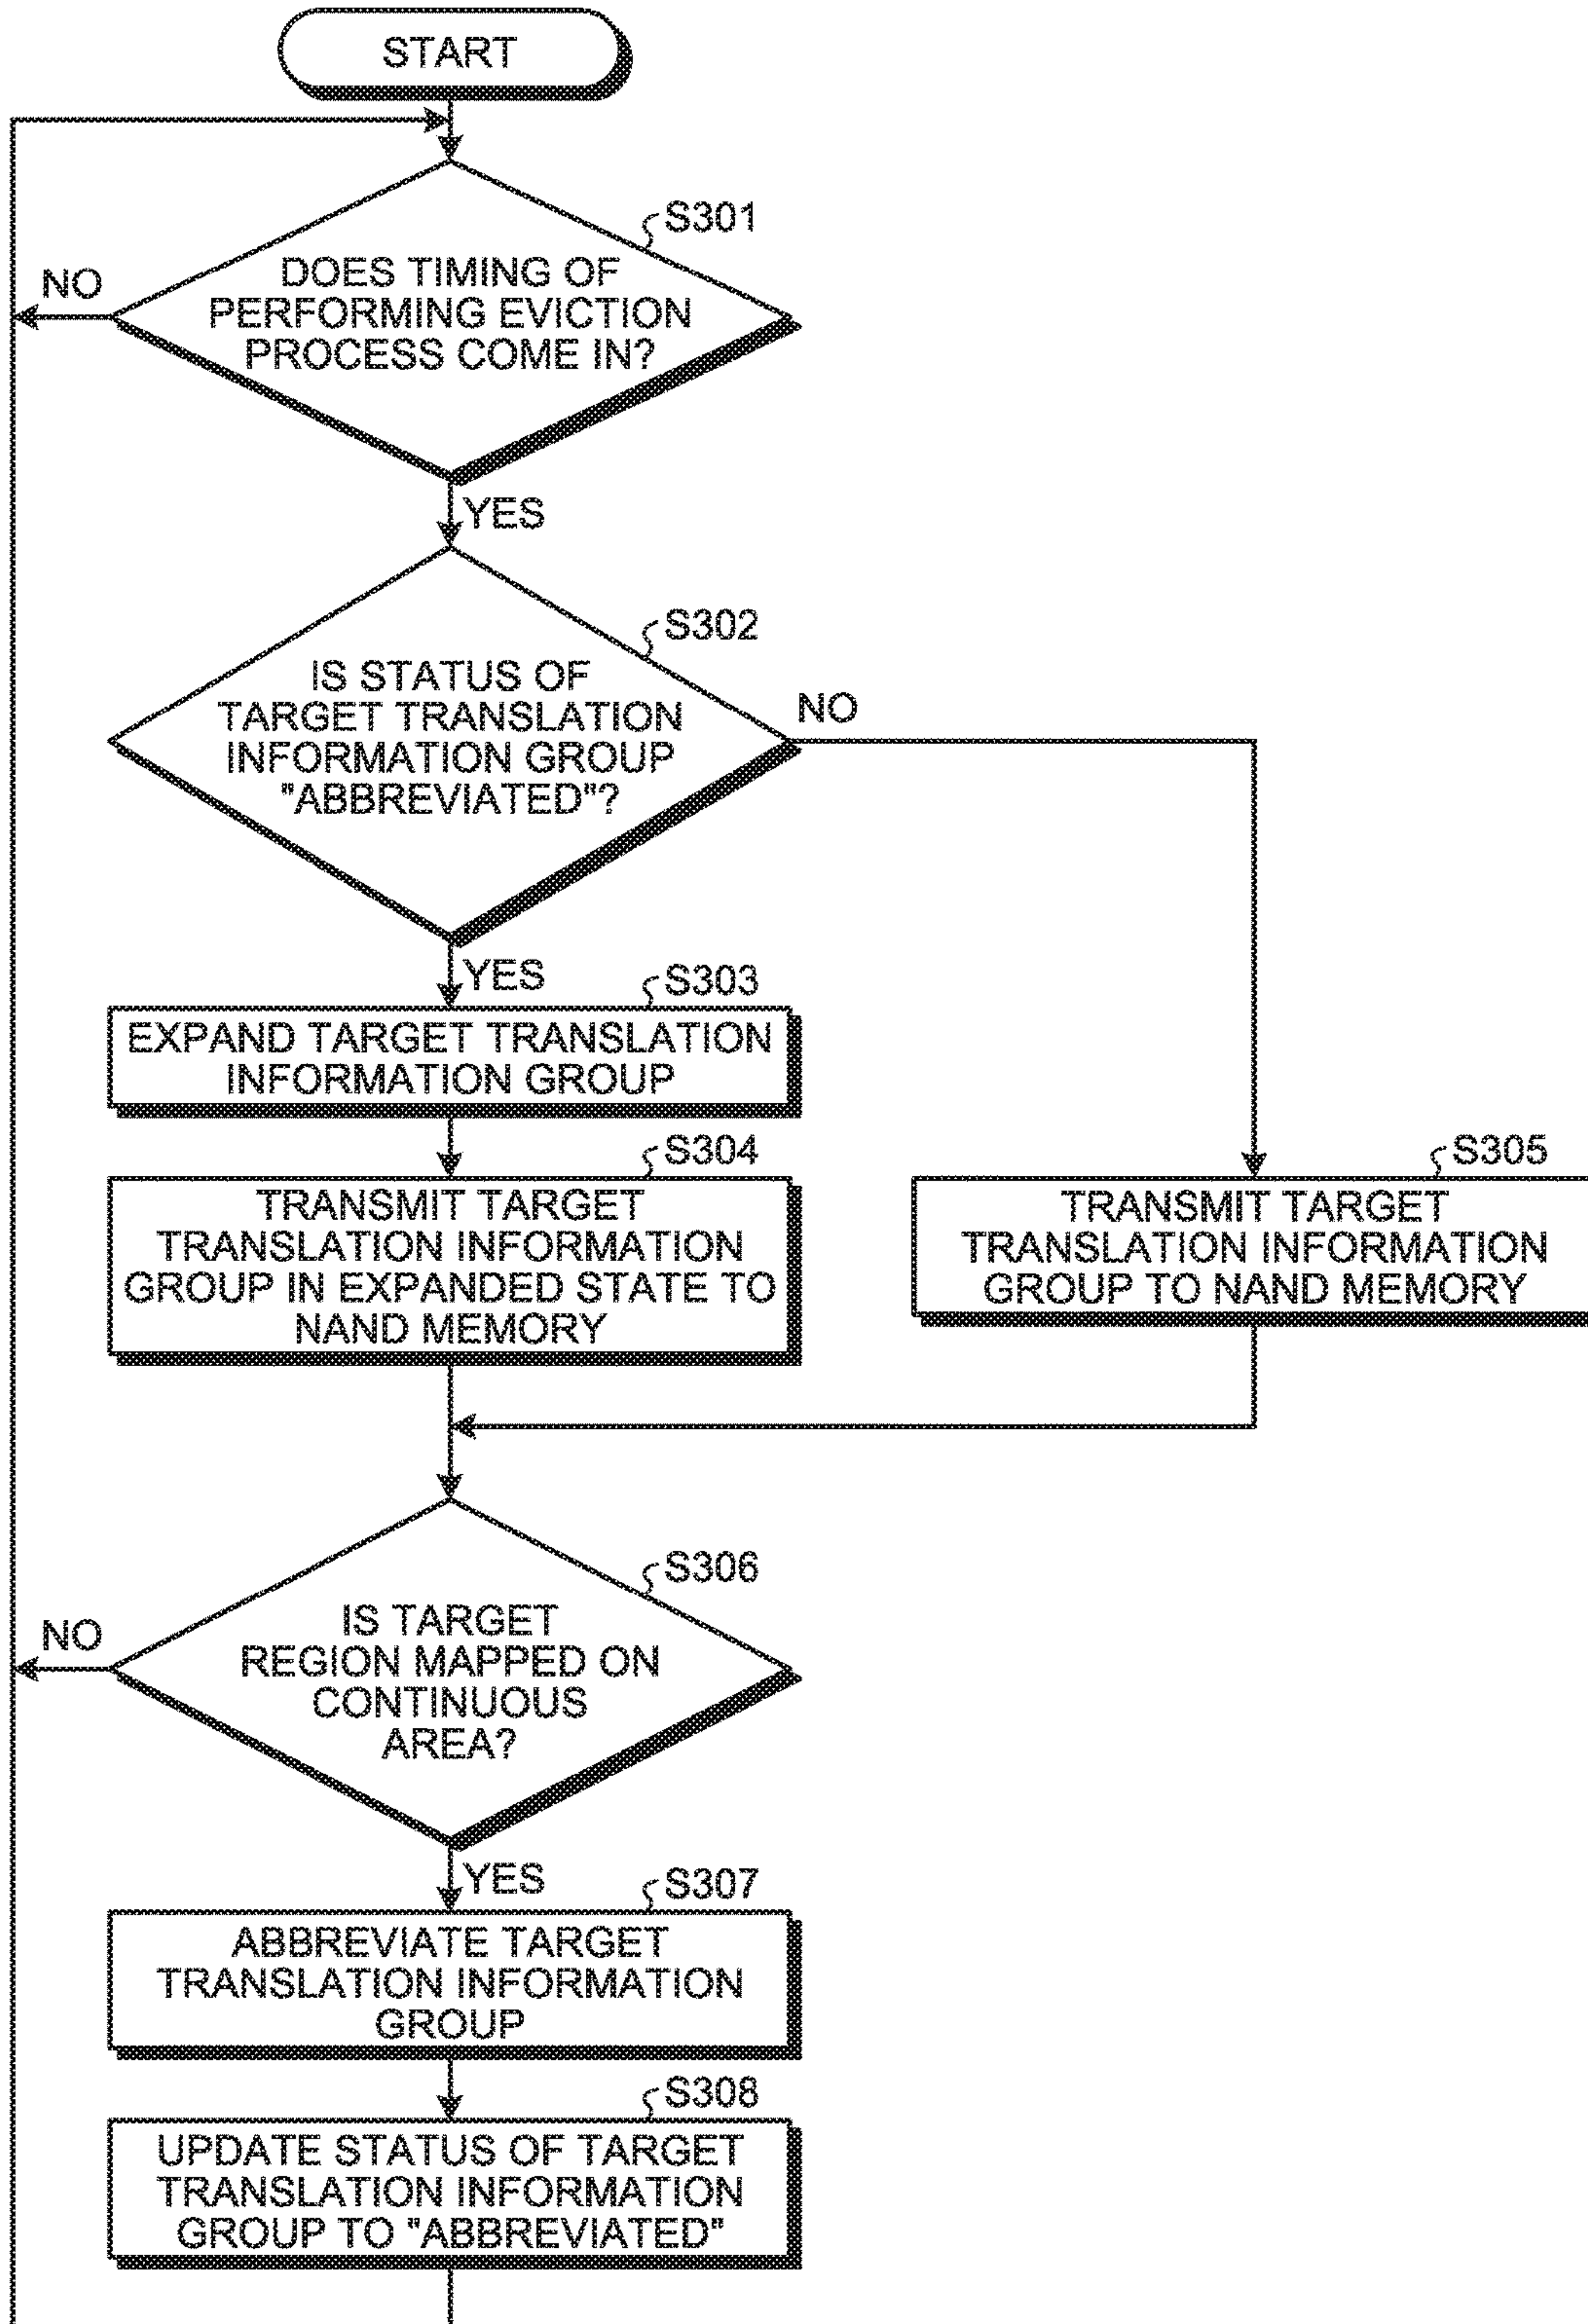 START
S301
NO
DOES TIMING OF
PERFORMING EVICTION
PROCESS COME IN?
YES
S302
IS STATUS OF
TARGET TRANSLATION
INFORMATION GROUP
"ABBREVIATED"?
NO
YES
S303
EXPAND TARGET TRANSLATION
INFORMATION GROUP
S304
TRANSMIT TARGET
TRANSLATION INFORMATION
GROUP IN EXPANDED STATE TO
NAND MEMORY
S305
TRANSMIT TARGET
TRANSLATION INFORMATION
GROUP TO NAND MEMORY
S306
NO
IS TARGET
REGION MAPPED ON
CONTINUOUS
AREA?
YES
S307
ABBREVIATE TARGET
TRANSLATION INFORMATION
GROUP
S308
UPDATE STATUS OF TARGET
TRANSLATION INFORMATION
GROUP TO "ABBREVIATED"